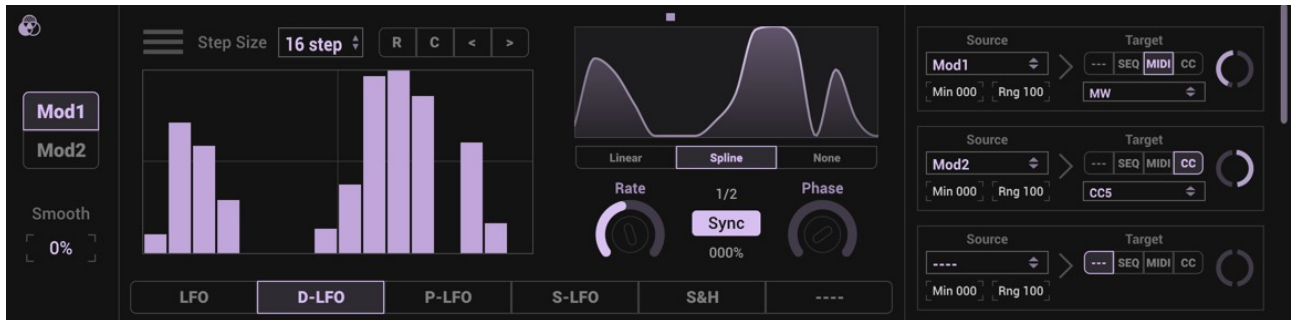 Step Size 16 step R C < >
Mod1
Mod2
Smooth
0%
Linear Spline None
Rate 1/2 Phase
Sync
000%
LFO D-LFO P-LFO S-LFO S&H ----
Source Target
Mod1 --- SEQ MIDI CC
Min 000 Rng 100 MW
Source Target
Mod2 --- SEQ MIDI CC
Min 000 Rng 100 CC5
Source Target
---- --- SEQ MIDI CC
Min 000 Rng 100